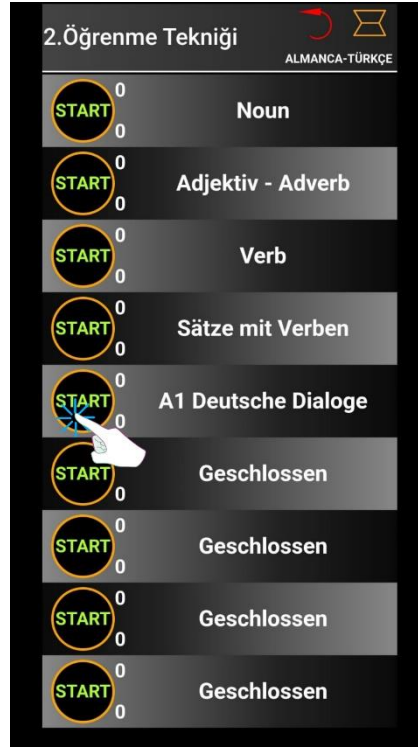 2.Öğrenme Tekniği
ALMANCA-TÜRKÇE
START 0 0 Noun
START 0 0 Adjektiv - Adverb
START 0 0 Verb
START 0 0 Sätze mit Verben
START 0 0 A1 Deutsche Dialoge
START 0 Geschlossen
START 0 0 Geschlossen
START 0 0 Geschlossen
START 0 0 Geschlossen